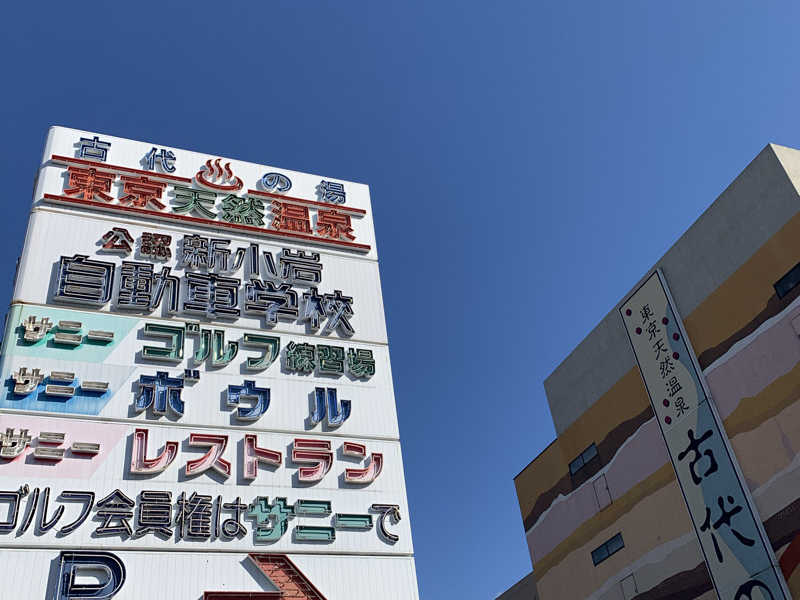 古代の湯
東京天然温泉
公認 新小岩
自動車学校
サニー ゴルフ練習場
サニー ボウル
サニー レストラン
ゴルフ会員権はサニーで
P
東京天然温泉
古代の